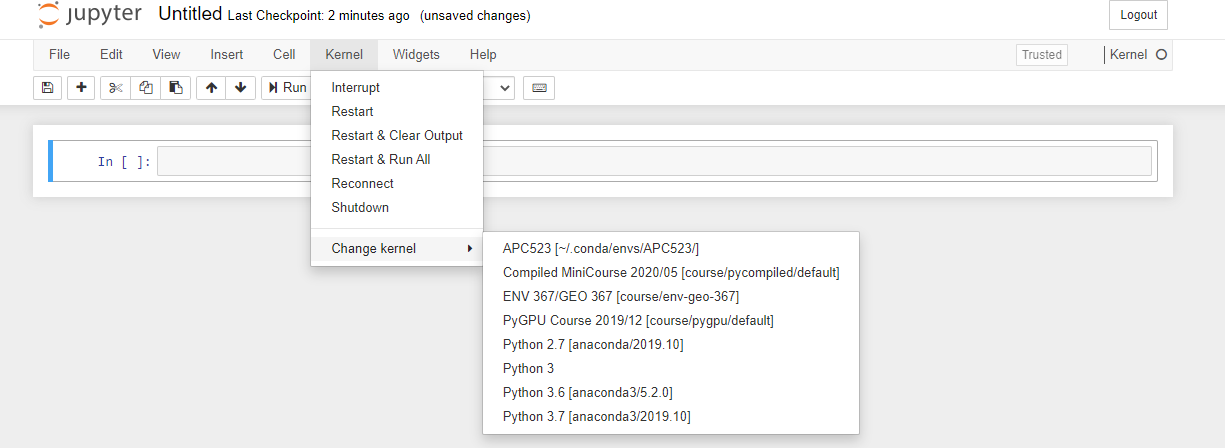 jupyter Untitled Last Checkpoint: 2 minutes ago (unsaved changes) Logout
File Edit View Insert Cell Kernel Widgets Help Trusted Kernel
Run
Interrupt
Restart
Restart & Clear Output
In [ ]:
Restart & Run All
Reconnect
Shutdown
Change kernel
APC523 [~/.conda/envs/APC523/]
Compiled MiniCourse 2020/05 [course/pycompiled/default]
ENV 367/GEO 367 [course/env-geo-367]
PyGPU Course 2019/12 [course/pygpu/default]
Python 2.7 [anaconda/2019.10]
Python 3
Python 3.6 [anaconda3/5.2.0]
Python 3.7 [anaconda3/2019.10]